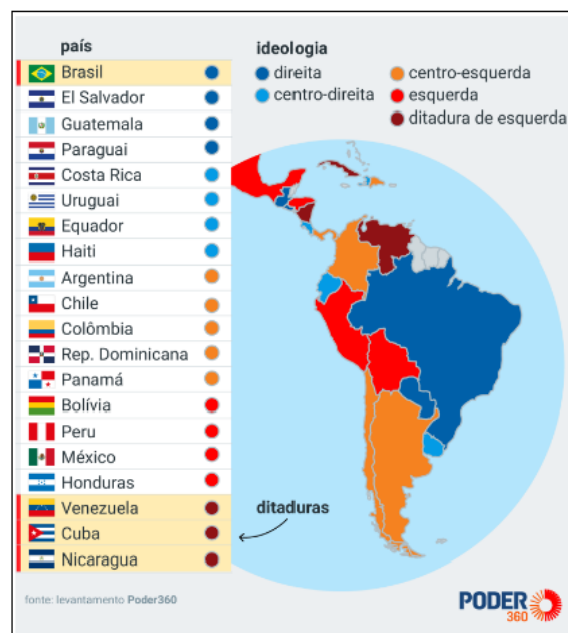 país
Brasil
El Salvador
Guatemala
Paraguai
Costa Rica
Uruguai
Equador
Haiti
Argentina
Chile
Colômbia
Rep. Dominicana
Panamá
Bolívia
Peru
México
Honduras
Venezuela
Cuba
Nicaragua
ideologia
direita
centro-direita
centro-esquerda
esquerda
ditadura de esquerda
ditaduras
fonte: levantamento Poder360
PODER
360